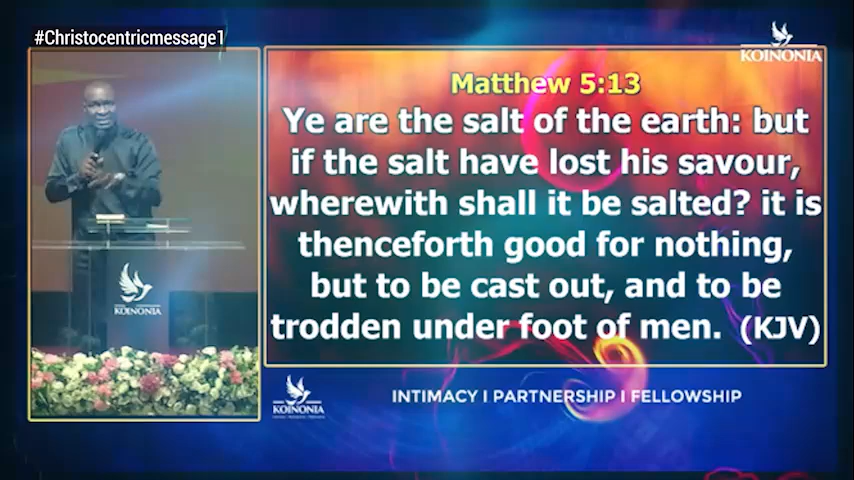 #Christocentricmessage1
KOINONIA
Matthew 5:13
Ye are the salt of the earth: but
if the salt have lost his savour,
wherewith shall it be salted? it is
thenceforth good for nothing,
but to be cast out, and to be
trodden under foot of men. (KJV)
KOINONIA
KOINONIA
INTIMACY I PARTNERSHIP I FELLOWSHIP